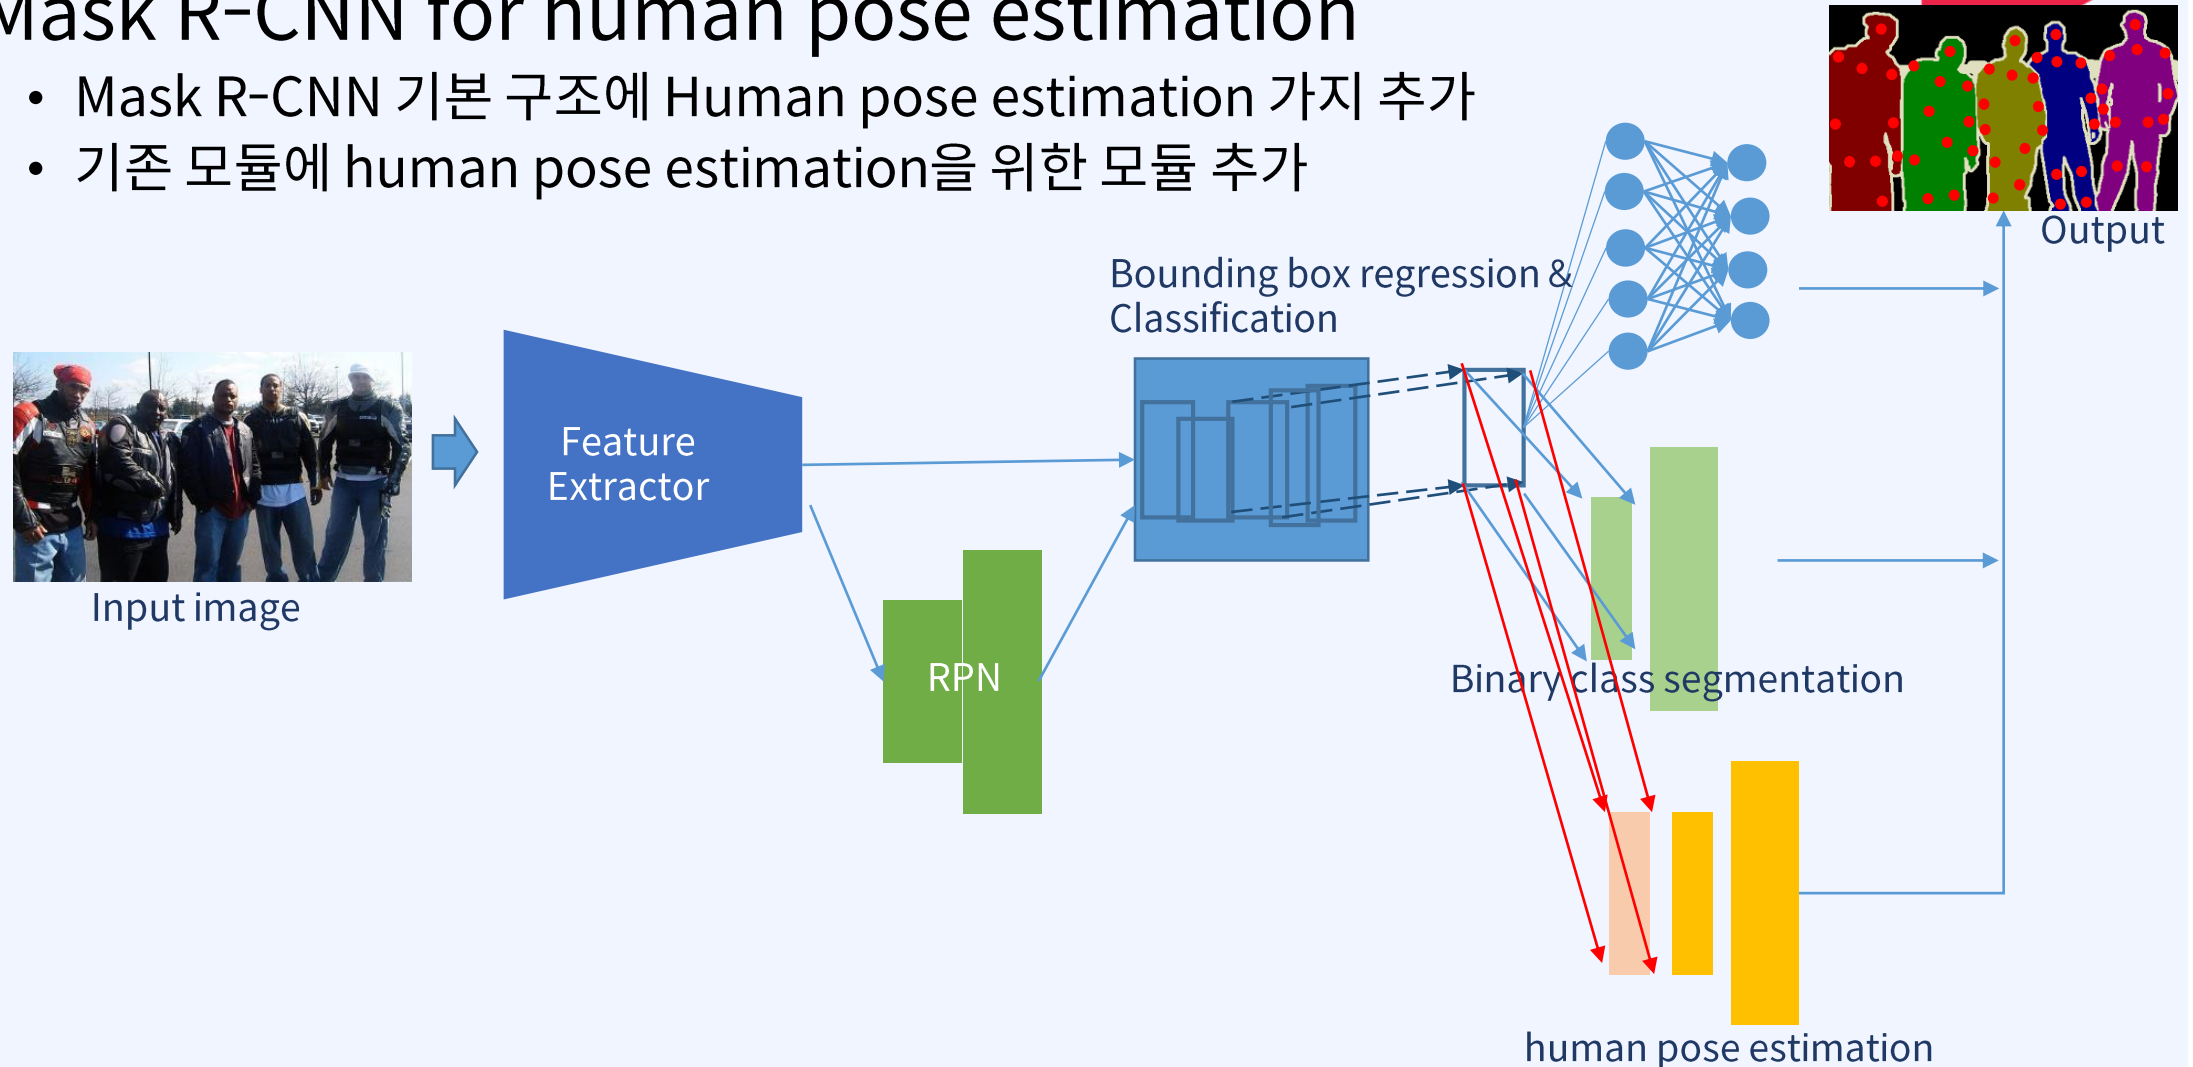 Mask R-CNN for human pose estimation
• Mask R-CNN 기본 구조에 Human pose estimation 가지 추가
• 기존 모듈에 human pose estimation을 위한 모듈 추가
Output
Bounding box regression &
Classification
Feature
Extractor
Input image
RPN
Binary class segmentation
human pose estimation